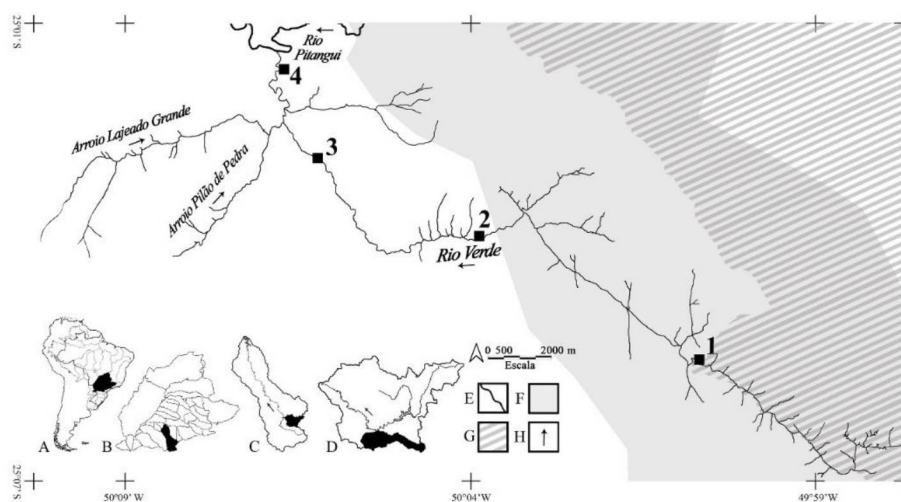 25°01' S
Rio
Pitangui
4
Arroio Lajeado Grande
3
Arroio Pilão de Pedra
2
Rio Verde
1
0 500 2000 m
Escala
A
B
C
D
E
F
G
H
25°07' S
50°09' W
50°04'W
49°59'W